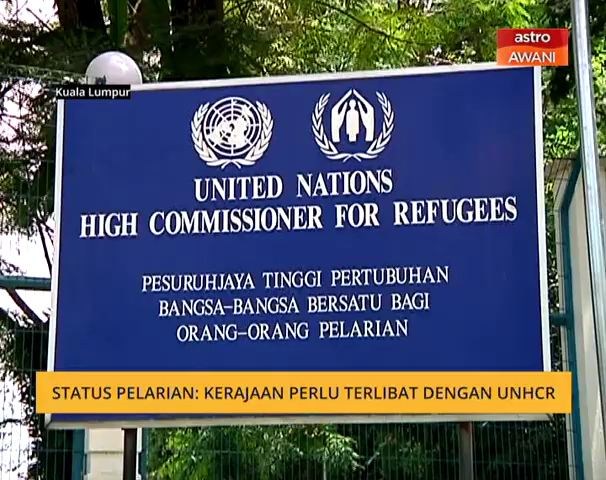 astro
AWANI
Kuala Lumpur
UNITED NATIONS
HIGH COMMISSIONER FOR REFUGEES
PESURUHJAYA TINGGI PERTUBUHAN
BANGSA-BANGSA BERSATU BAGI
ORANG-ORANG PELARIAN
STATUS PELARIAN: KERAJAAN PERLU TERLIBAT DENGAN UNHCR